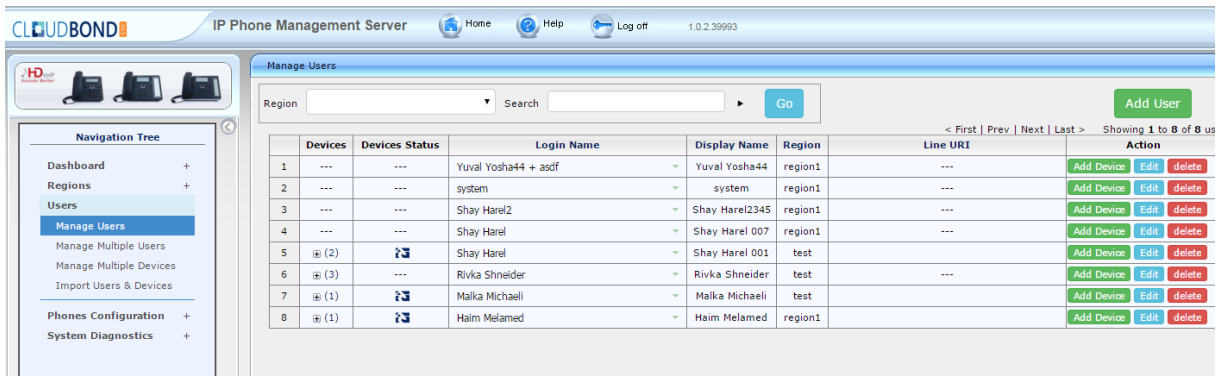 CLOUDBOND 365 IP Phone Management Server Home Help Log off 1.0.2.39993
HD VoIP
Sounds Better
Manage Users
Region Search Go Add User
< First | Prev | Next | Last > Showing 1 to 8 of 8 us
Navigation Tree
Dashboard +
Regions +
Users -
Manage Users
Manage Multiple Users
Manage Multiple Devices
Import Users & Devices
Phones Configuration +
System Diagnostics +
Devices Devices Status Login Name Display Name Region Line URI Action
1 --- --- Yuval Yosha44 + asdf Yuval Yosha44 region1 --- Add Device Edit delete
2 --- --- system system region1 --- Add Device Edit delete
3 --- --- Shay Harel2 Shay Harel2345 region1 --- Add Device Edit delete
4 --- --- Shay Harel Shay Harel 007 region1 --- Add Device Edit delete
5 (2) Shay Harel Shay Harel 001 test Add Device Edit delete
6 (3) --- Rivka Shneider Rivka Shneider test --- Add Device Edit delete
7 (1) Malka Michaeli Malka Michaeli test Add Device Edit delete
8 (1) Haim Melamed Haim Melamed region1 Add Device Edit delete